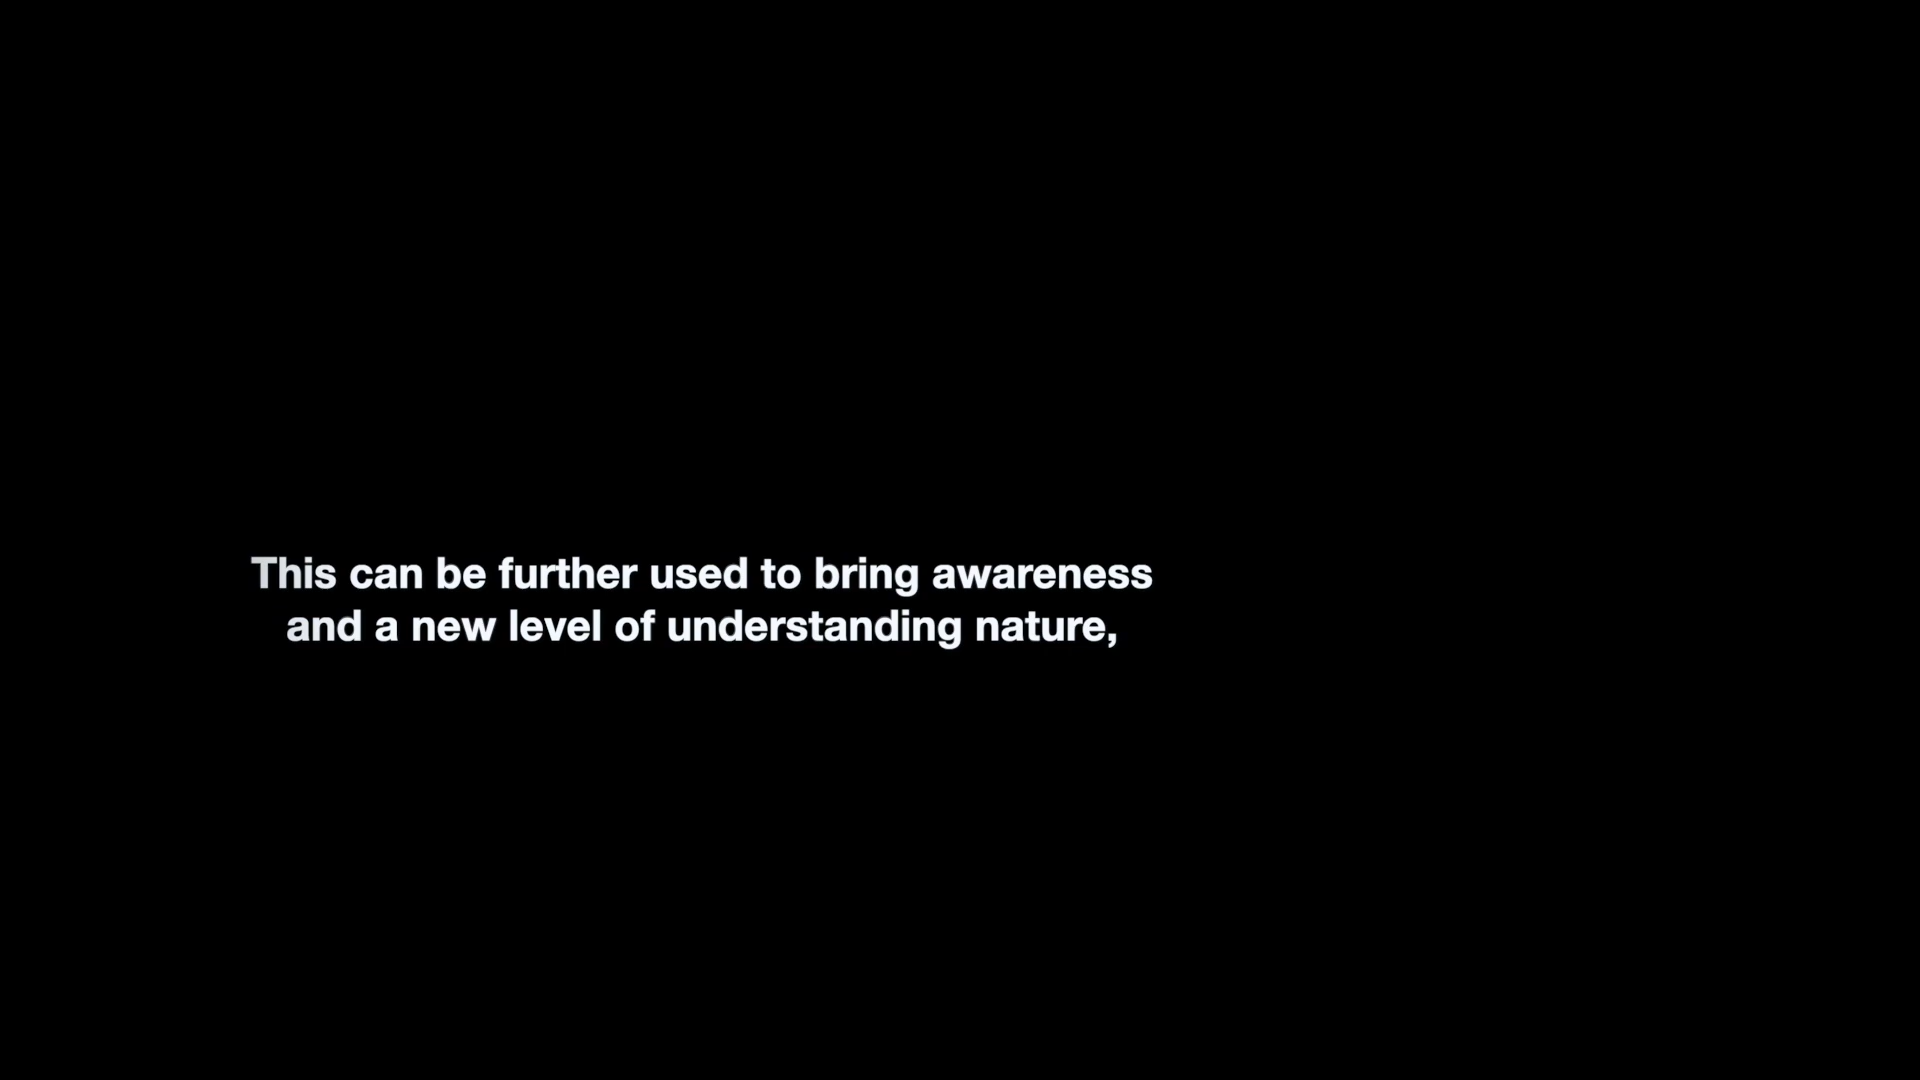 This can be further used to bring awareness
and a new level of understanding nature,